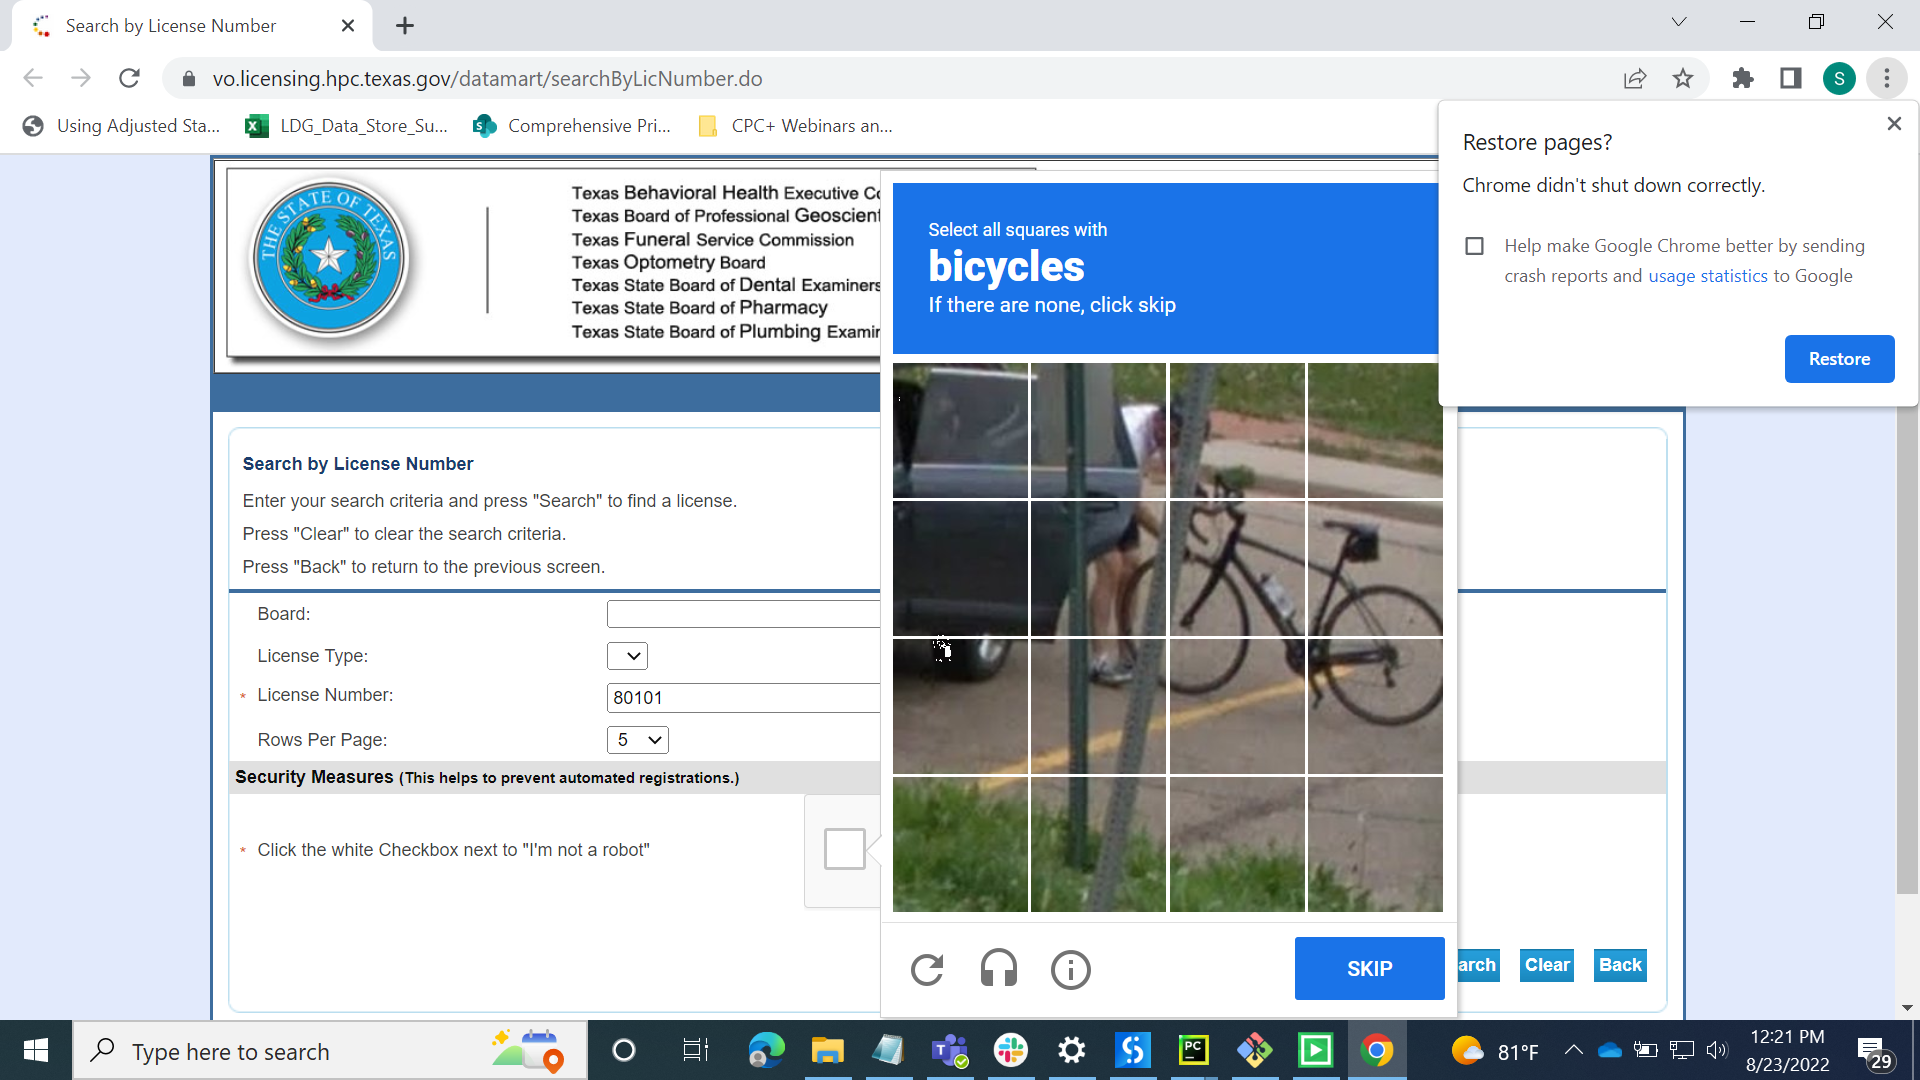 Search by License Number
vo.licensing.hpc.texas.gov/datamart/searchByLicNumber.do
S
Using Adjusted Sta...
LDG_Data_Store_Su...
Comprehensive Pri...
CPC+ Webinars an...
Restore pages?
Chrome didn't shut down correctly.
Help make Google Chrome better by sending
crash reports and usage statistics to Google
Restore
THE STATE OF TEXAS
Texas Behavioral Health Executive Co
Texas Board of Professional Geoscient
Texas Funeral Service Commission
Texas Optometry Board
Texas State Board of Dental Examiners
Texas State Board of Pharmacy
Texas State Board of Plumbing Examin
Select all squares with
bicycles
If there are none, click skip
Search by License Number
Enter your search criteria and press "Search" to find a license.
Press "Clear" to clear the search criteria.
Press "Back" to return to the previous screen.
Board:
License Type:
* License Number:
80101
Rows Per Page:
5
Security Measures (This helps to prevent automated registrations.)
* Click the white Checkbox next to "I'm not a robot"
SKIP
arch
Clear
Back
Type here to search
PC
81°F
12:21 PM
8/23/2022
29